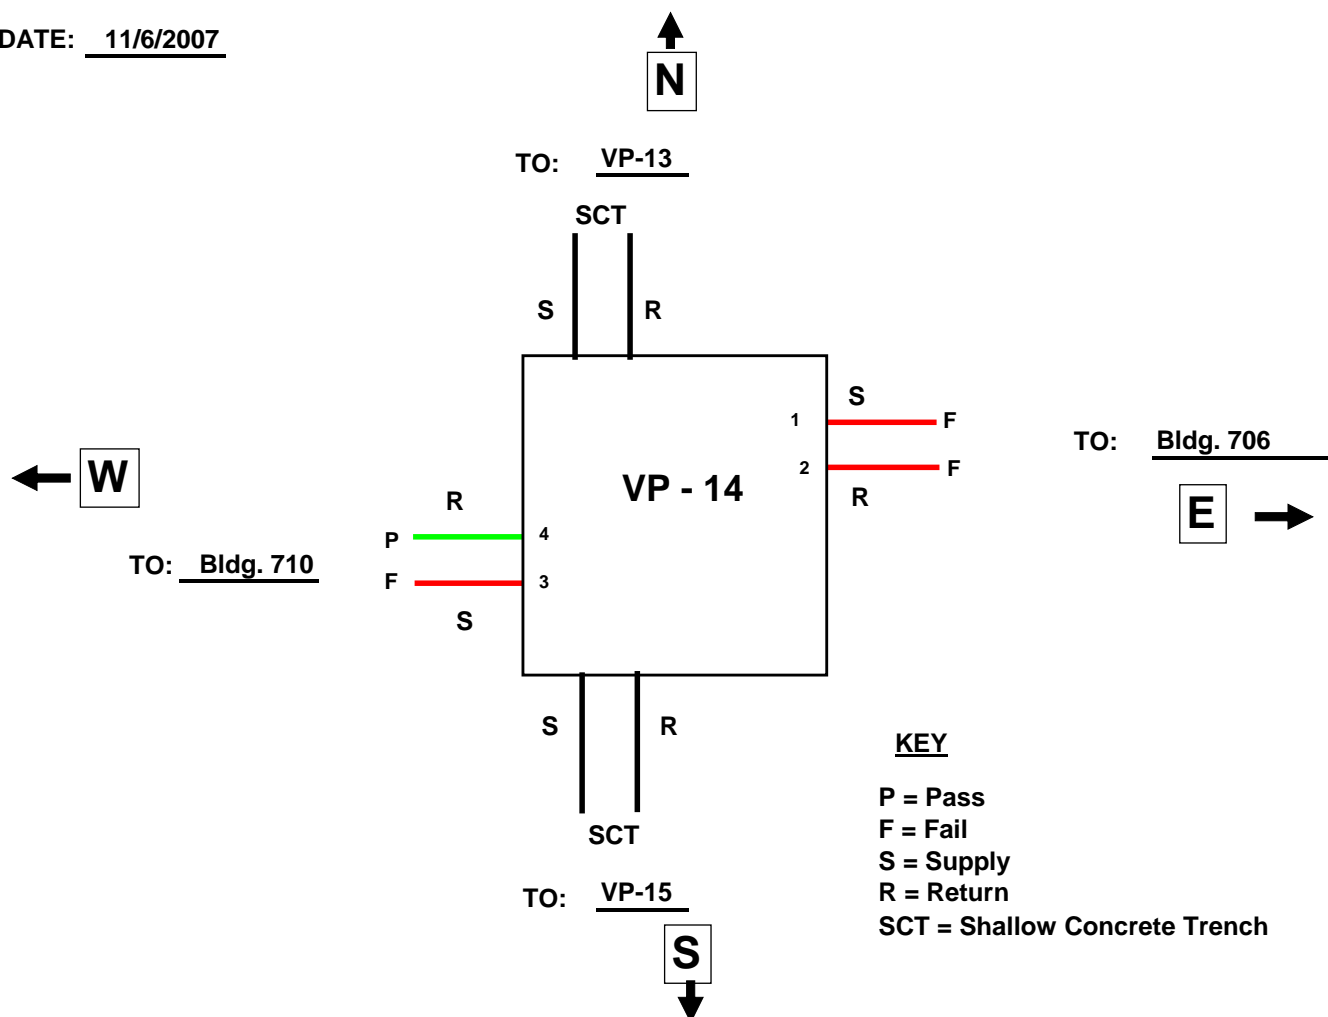 DATE: 11/6/2007
N
TO: VP-13
SCT
S R
S
1 F
TO: Bldg. 706
2 F
W
VP - 14
R
R
E
P 4
TO: Bldg. 710
F 3
S
S R
KEY
P = Pass
F = Fail
SCT
S = Supply
R = Return
TO: VP-15
SCT = Shallow Concrete Trench
S